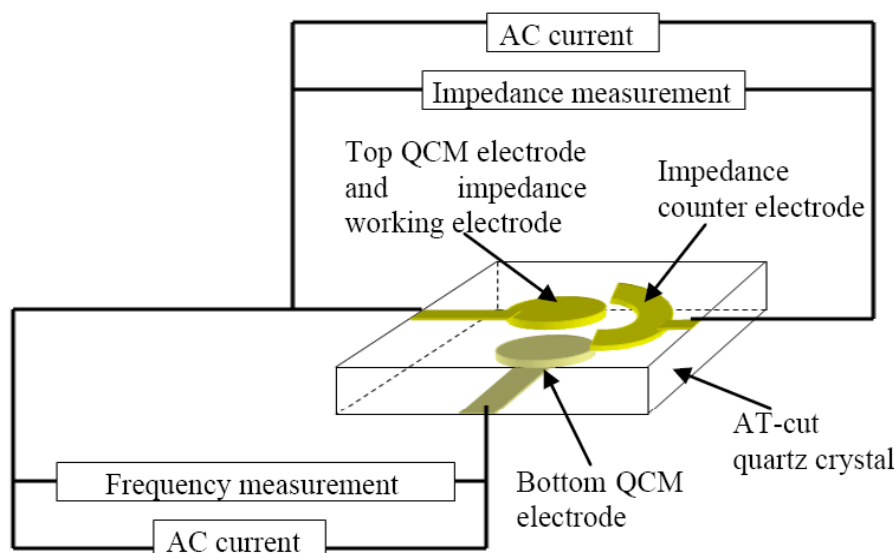 AC current
Impedance measurement
Top QCM electrode
and impedance
working electrode
Impedance
counter electrode
AT-cut
quartz crystal
Bottom QCM
electrode
Frequency measurement
AC current